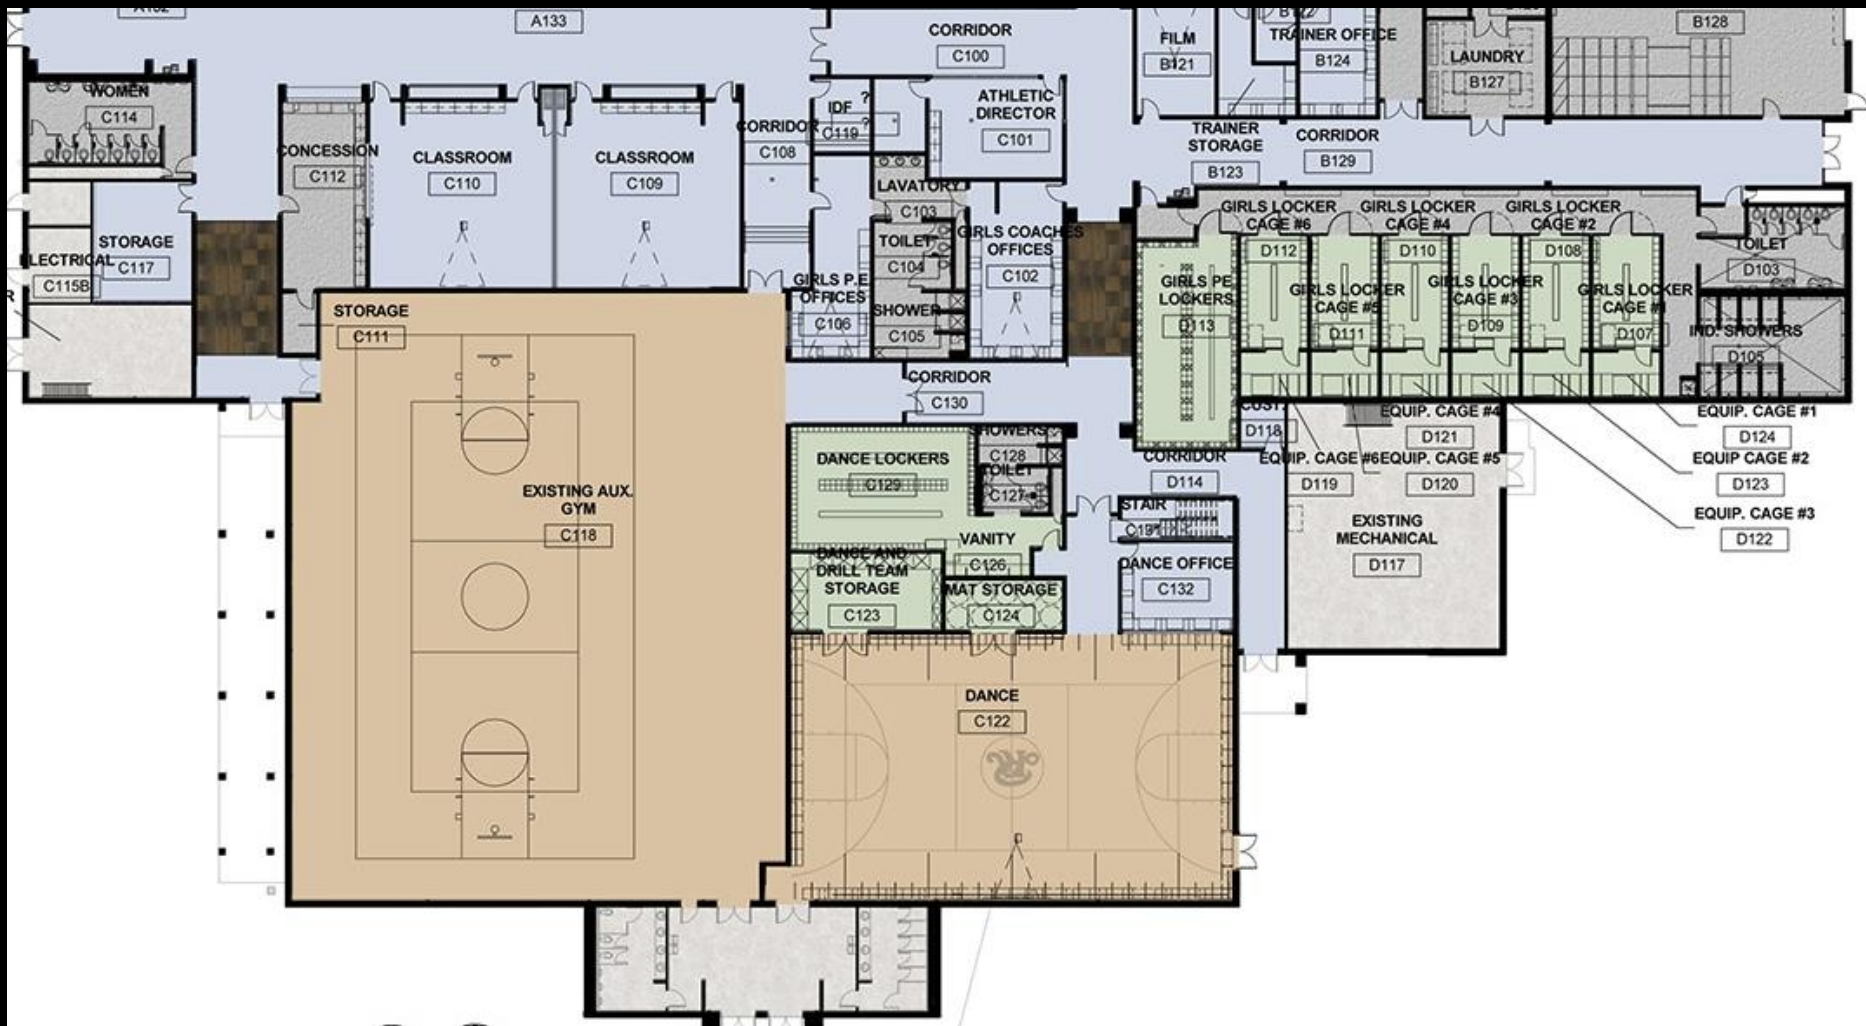 A133
CORRIDOR
C100
FILM
B121
TRAINER OFFICE
B124
LAUNDRY
B127
B128
WOMEN
C114
CONCESSION
C112
CLASSROOM
C110
CLASSROOM
C109
CORRIDOR
C108
IDF
?
?
C119
ATHLETIC
DIRECTOR
C101
TRAINER
STORAGE
B123
CORRIDOR
B129
LAVATORY
C103
TOILET
C104
SHOWER
C105
GIRLS COACHES
OFFICES
C102
GIRLS P.E
OFFICES
C106
STORAGE
C117
ELECTRICAL
C115B
R
GIRLS LOCKER
CAGE #6
D112
GIRLS LOCKER
CAGE #4
D110
GIRLS LOCKER
CAGE #2
D108
TOILET
D103
GIRLS PE
LOCKERS
D113
GIRLS LOCKER
CAGE #5
D111
GIRLS LOCKER
CAGE #3
D109
GIRLS LOCKER
CAGE #1
D107
IND. SHOWERS
D105
STORAGE
C111
CORRIDOR
C130
CUST.
D118
EQUIP. CAGE #4
D121
EQUIP. CAGE #1
D124
EQUIP. CAGE #6
D119
EQUIP. CAGE #5
D120
EQUIP CAGE #2
D123
EQUIP. CAGE #3
D122
EXISTING AUX.
GYM
C118
DANCE LOCKERS
C129
SHOWERS
C128
TOILET
C127
CORRIDOR
D114
STAIR
C131
EXISTING
MECHANICAL
D117
VANITY
C126
DANCE AND
DRILL TEAM
STORAGE
C123
MAT STORAGE
C124
DANCE OFFICE
C132
DANCE
C122